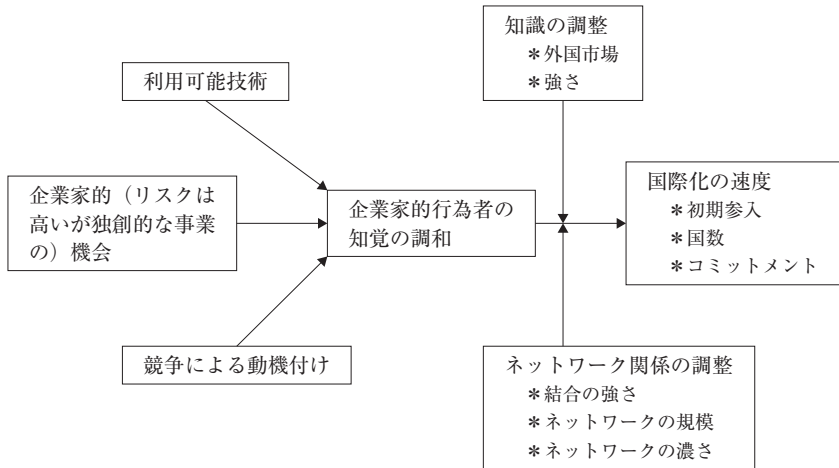 知識の調整
＊外国市場
＊強さ
利用可能技術
企業家的（リスクは
高いが独創的な事業
の）機会
企業家的行為者の
知覚の調和
国際化の速度
＊初期参入
＊国数
＊コミットメント
競争による動機付け
ネットワーク関係の調整
＊結合の強さ
＊ネットワークの規模
＊ネットワークの濃さ